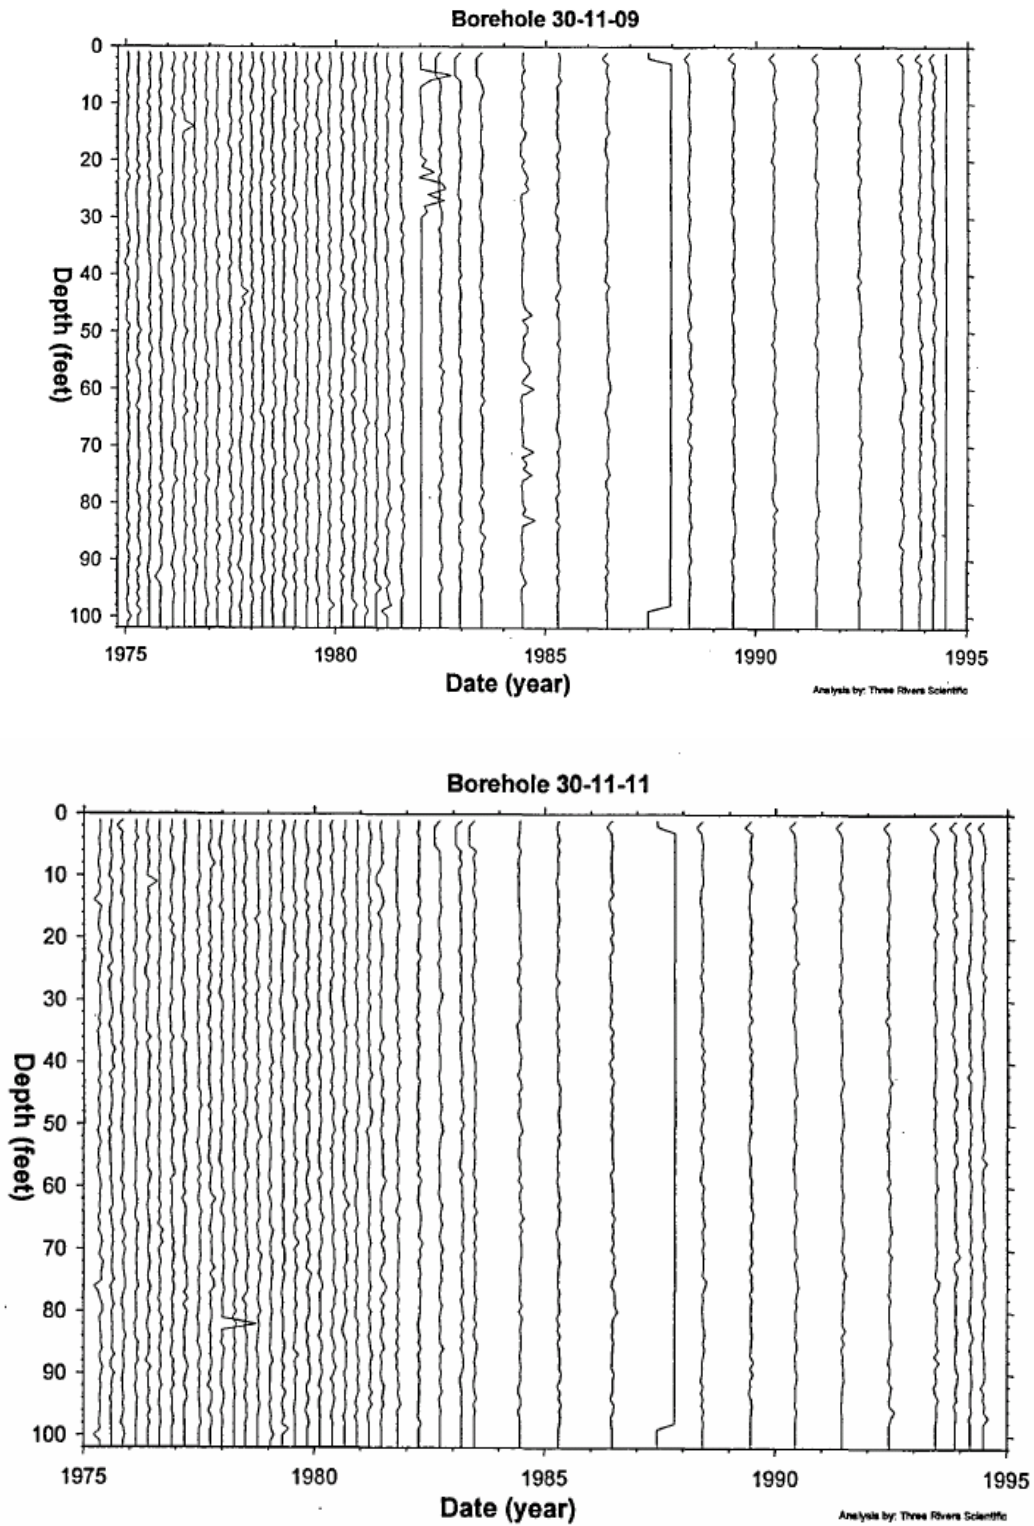 Borehole 30-11-09
0
10
20
30
40
50
60
70
80
90
100
Depth (feet)
1975 1980 1985 1990 1995
Date (year)
Analysis by: Three Rivers Scientific
Borehole 30-11-11
0
10
20
30
40
50
60
70
80
90
100
Depth (feet)
1975 1980 1985 1990 1995
Date (year)
Analysis by: Three Rivers Scientific